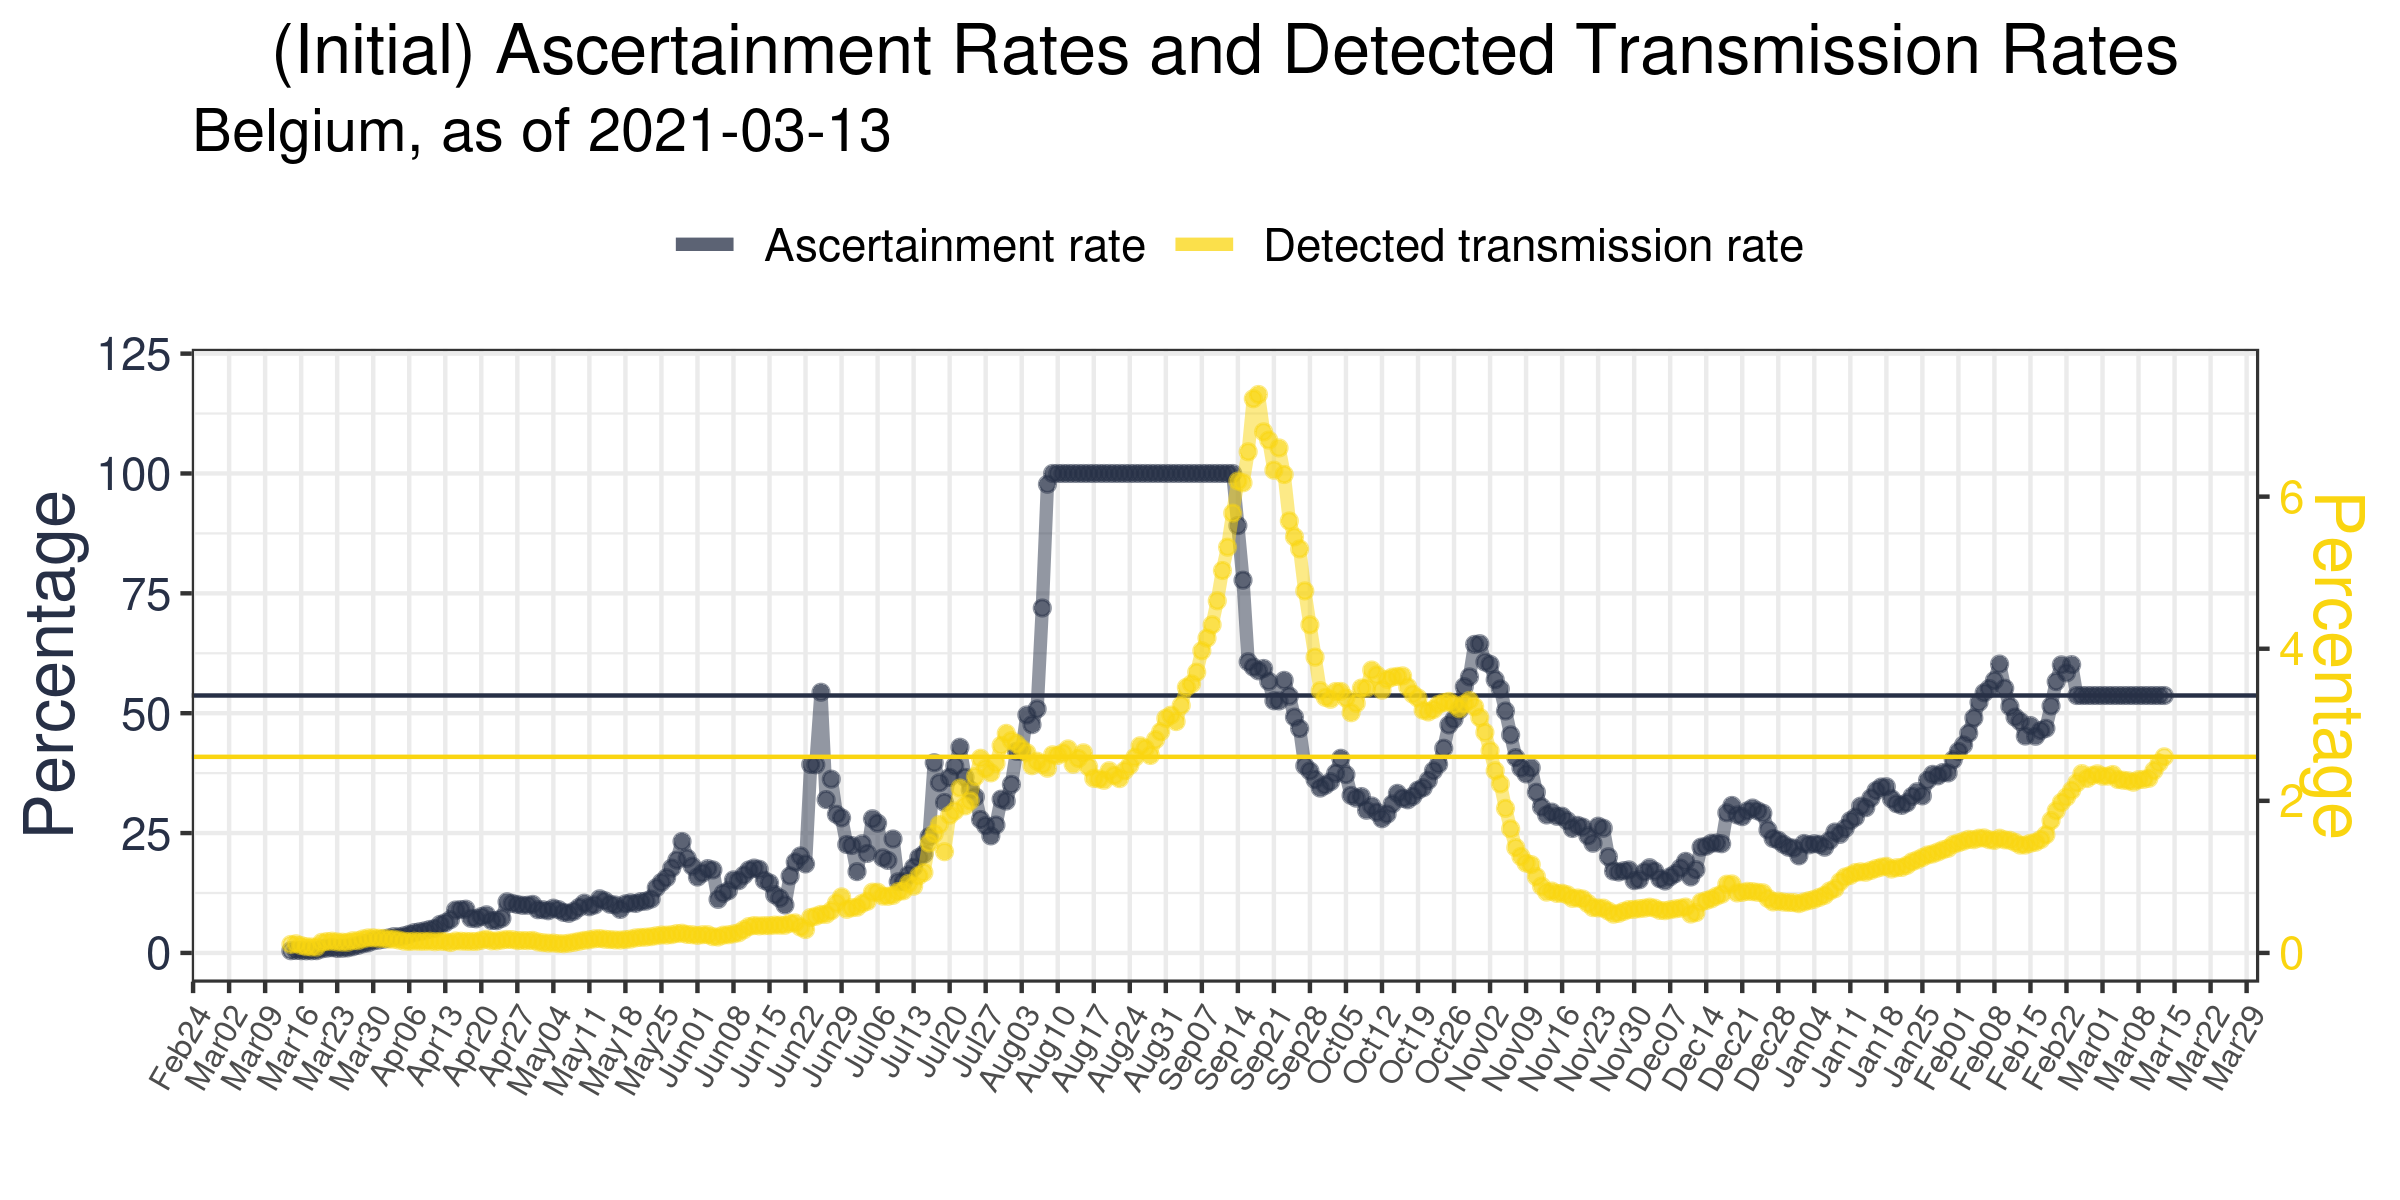 (Initial) Ascertainment Rates and Detected Transmission Rates
Belgium, as of 2021-03-13
Ascertainment rate
Detected transmission rate
125
100
75
50
25
0
Percentage
6
4
2
0
Percentage
Feb24
Mar02
Mar09
Mar16
Mar23
Mar30
Apr06
Apr13
Apr20
Apr27
May04
May11
May18
May25
Jun01
Jun08
Jun15
Jun22
Jun29
Jul06
Jul13
Jul20
Jul27
Aug03
Aug10
Aug17
Aug24
Aug31
Sep07
Sep14
Sep21
Sep28
Oct05
Oct12
Oct19
Oct26
Nov02
Nov09
Nov16
Nov23
Nov30
Dec07
Dec14
Dec21
Dec28
Jan04
Jan11
Jan18
Jan25
Feb01
Feb08
Feb15
Feb22
Mar01
Mar08
Mar15
Mar22
Mar29